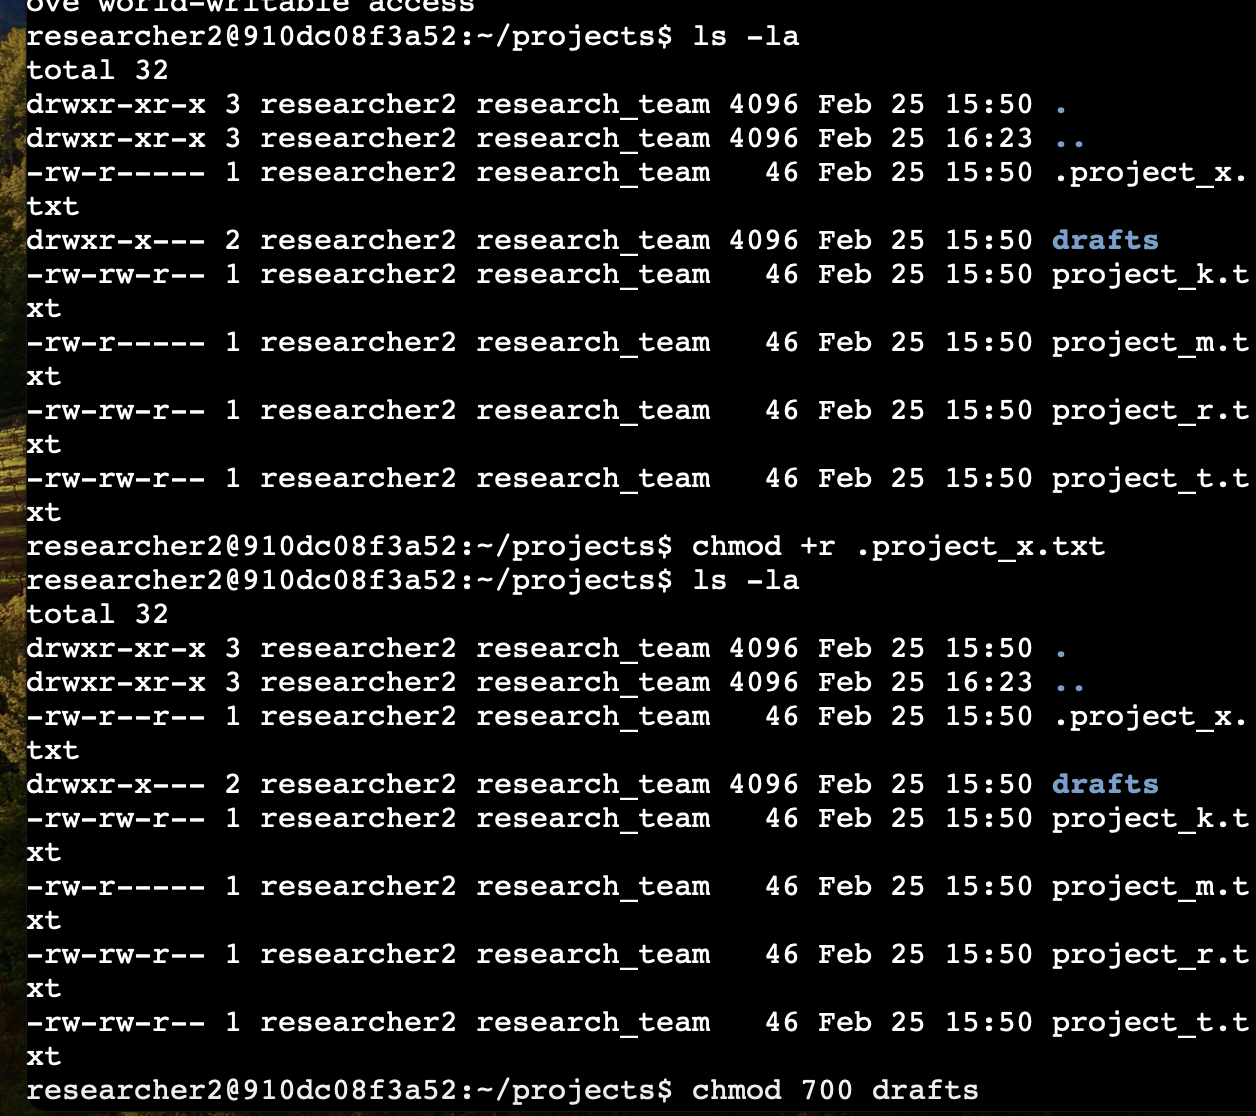 ove world-writable access
researcher2@910dc08f3a52:~/projects$ ls -la
total 32
drwxr-xr-x 3 researcher2 research_team 4096 Feb 25 15:50 .
drwxr-xr-x 3 researcher2 research_team 4096 Feb 25 16:23 ..
-rw-r----- 1 researcher2 research_team   46 Feb 25 15:50 .project_x.
txt
drwxr-x--- 2 researcher2 research_team 4096 Feb 25 15:50 drafts
-rw-rw-r-- 1 researcher2 research_team   46 Feb 25 15:50 project_k.t
xt
-rw-r----- 1 researcher2 research_team   46 Feb 25 15:50 project_m.t
xt
-rw-rw-r-- 1 researcher2 research_team   46 Feb 25 15:50 project_r.t
xt
-rw-rw-r-- 1 researcher2 research_team   46 Feb 25 15:50 project_t.t
xt
researcher2@910dc08f3a52:~/projects$ chmod +r .project_x.txt
researcher2@910dc08f3a52:~/projects$ ls -la
total 32
drwxr-xr-x 3 researcher2 research_team 4096 Feb 25 15:50 .
drwxr-xr-x 3 researcher2 research_team 4096 Feb 25 16:23 ..
-rw-r--r-- 1 researcher2 research_team   46 Feb 25 15:50 .project_x.
txt
drwxr-x--- 2 researcher2 research_team 4096 Feb 25 15:50 drafts
-rw-rw-r-- 1 researcher2 research_team   46 Feb 25 15:50 project_k.t
xt
-rw-r----- 1 researcher2 research_team   46 Feb 25 15:50 project_m.t
xt
-rw-rw-r-- 1 researcher2 research_team   46 Feb 25 15:50 project_r.t
xt
-rw-rw-r-- 1 researcher2 research_team   46 Feb 25 15:50 project_t.t
xt
researcher2@910dc08f3a52:~/projects$ chmod 700 drafts